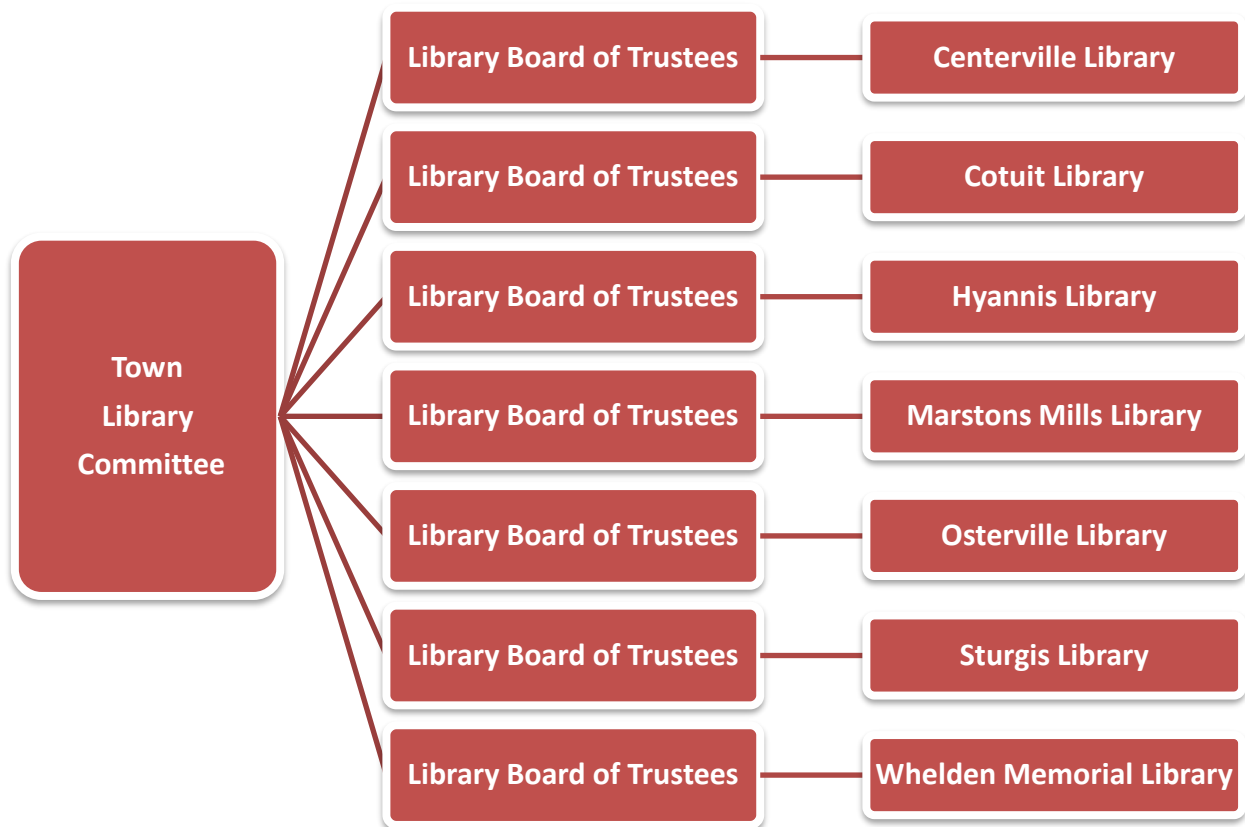 Library Board of Trustees
Centerville Library
Library Board of Trustees
Cotuit Library
Library Board of Trustees
Hyannis Library
Town
Library
Committee
Library Board of Trustees
Marstons Mills Library
Library Board of Trustees
Osterville Library
Library Board of Trustees
Sturgis Library
Library Board of Trustees
Whelden Memorial Library